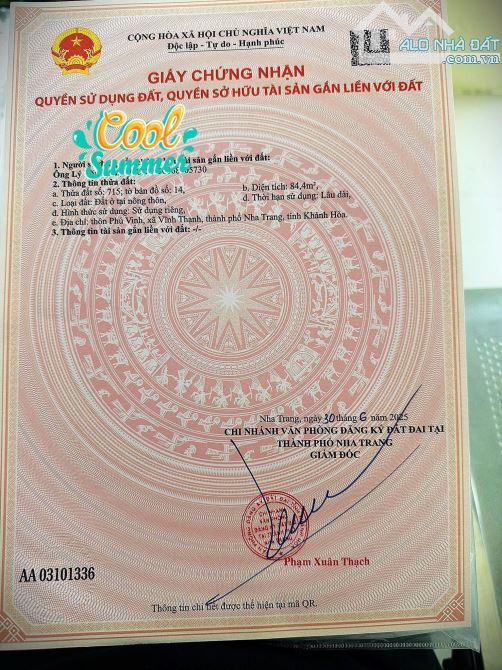 CỘNG HÒA XÃ HỘI CHỦ NGHĨA VIỆT NAM
Độc lập - Tự do - Hạnh phúc
ALO NHÀ ĐẤT
.com.vn
GIẤY CHỨNG NHẬN
QUYỀN SỬ DỤNG ĐẤT, QUYỀN SỞ HỮU TÀI SẢN GẮN LIỀN VỚI ĐẤT
Cool
Summer
1. Người s tài sản gắn liền với đất:
Ông Lý 5730
2. Thông tin thửa đất:
a. Thửa đất số: 715; tờ bản đồ số: 14,
b. Diện tích: 84,4m²,
c. Loại đất: Đất ở tại nông thôn,
d. Thời hạn sử dụng: Lâu dài,
đ. Hình thức sử dụng: Sử dụng riêng,
e. Địa chỉ: thôn Phú Vinh, xã Vĩnh Thạnh, thành phố Nha Trang, tỉnh Khánh Hòa.
3. Thông tin tài sản gắn liền với đất: -/-
Nha Trang, ngày 30 tháng 6 năm 2025
CHI NHÁNH VĂN PHÒNG ĐĂNG KÝ ĐẤT ĐAI TẠI
THÀNH PHỐ NHA TRANG
GIÁM ĐỐC
Phạm Xuân Thạch
AA 03101336
Thông tin chi tiết được thể hiện tại mã QR.